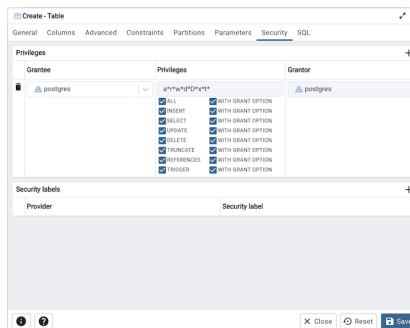 Create - Table
General Columns Advanced Constraints Partitions Parameters Security SQL
Privileges
Grantee Privileges Grantor
postgres a*r*w*d*D*x*t* postgres
ALL WITH GRANT OPTION
INSERT WITH GRANT OPTION
SELECT WITH GRANT OPTION
UPDATE WITH GRANT OPTION
DELETE WITH GRANT OPTION
TRUNCATE WITH GRANT OPTION
REFERENCES WITH GRANT OPTION
TRIGGER WITH GRANT OPTION
Security labels
Provider Security label
Close Reset Save